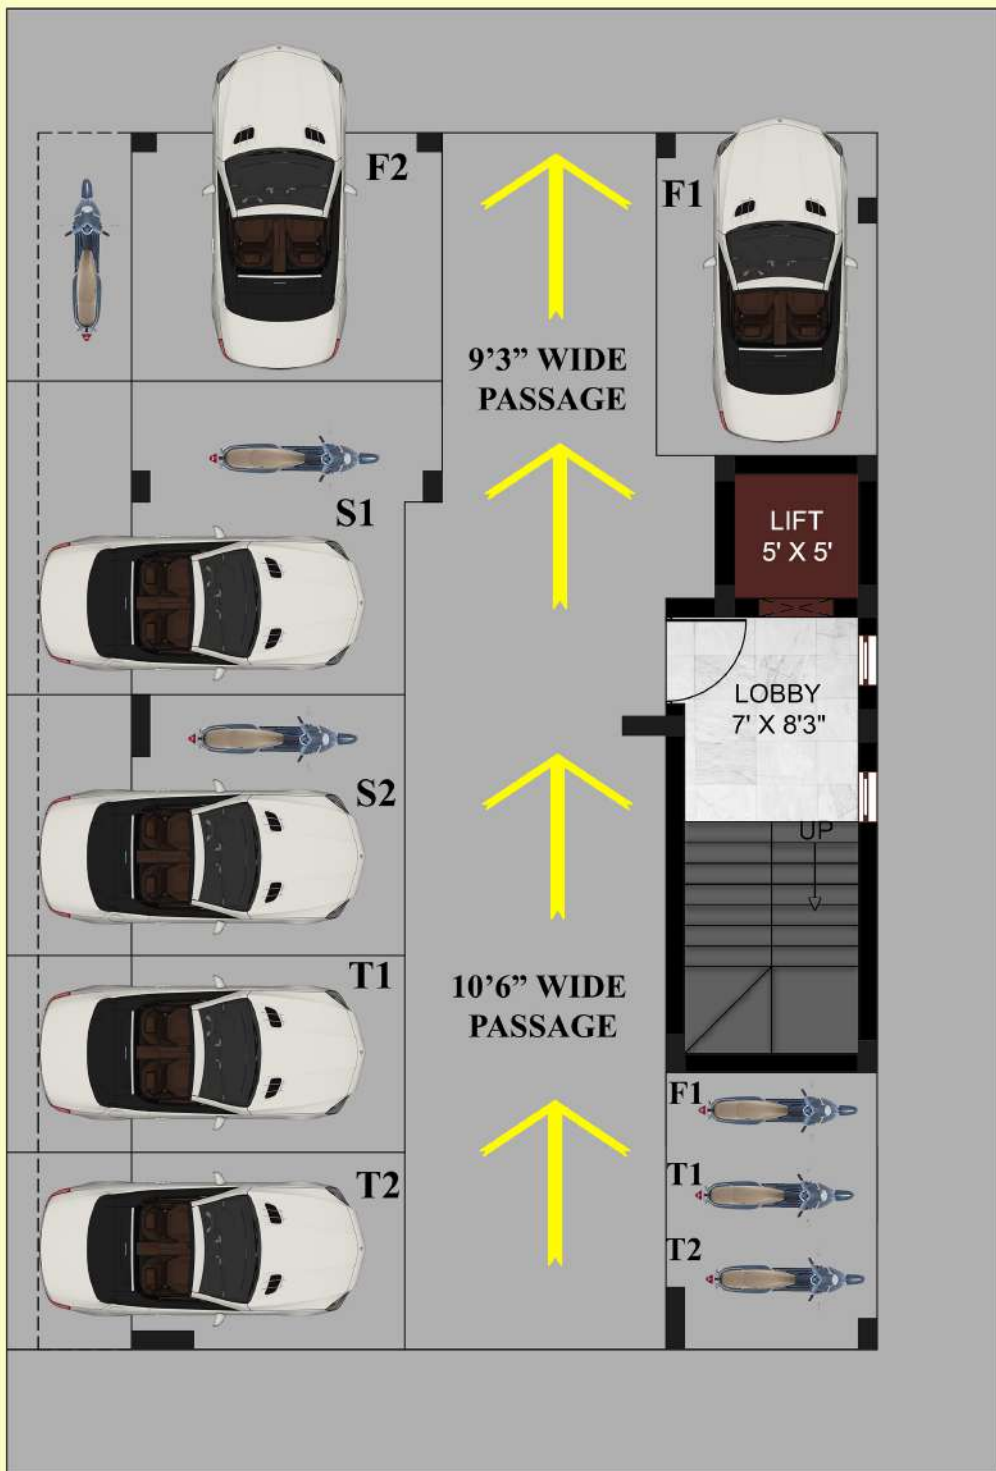 F2
F1
9’3” WIDE
PASSAGE
S1
LIFT
5' X 5'
LOBBY
7' X 8'3"
S2
UP
T1
10’6” WIDE
PASSAGE
F1
T1
T2
T2